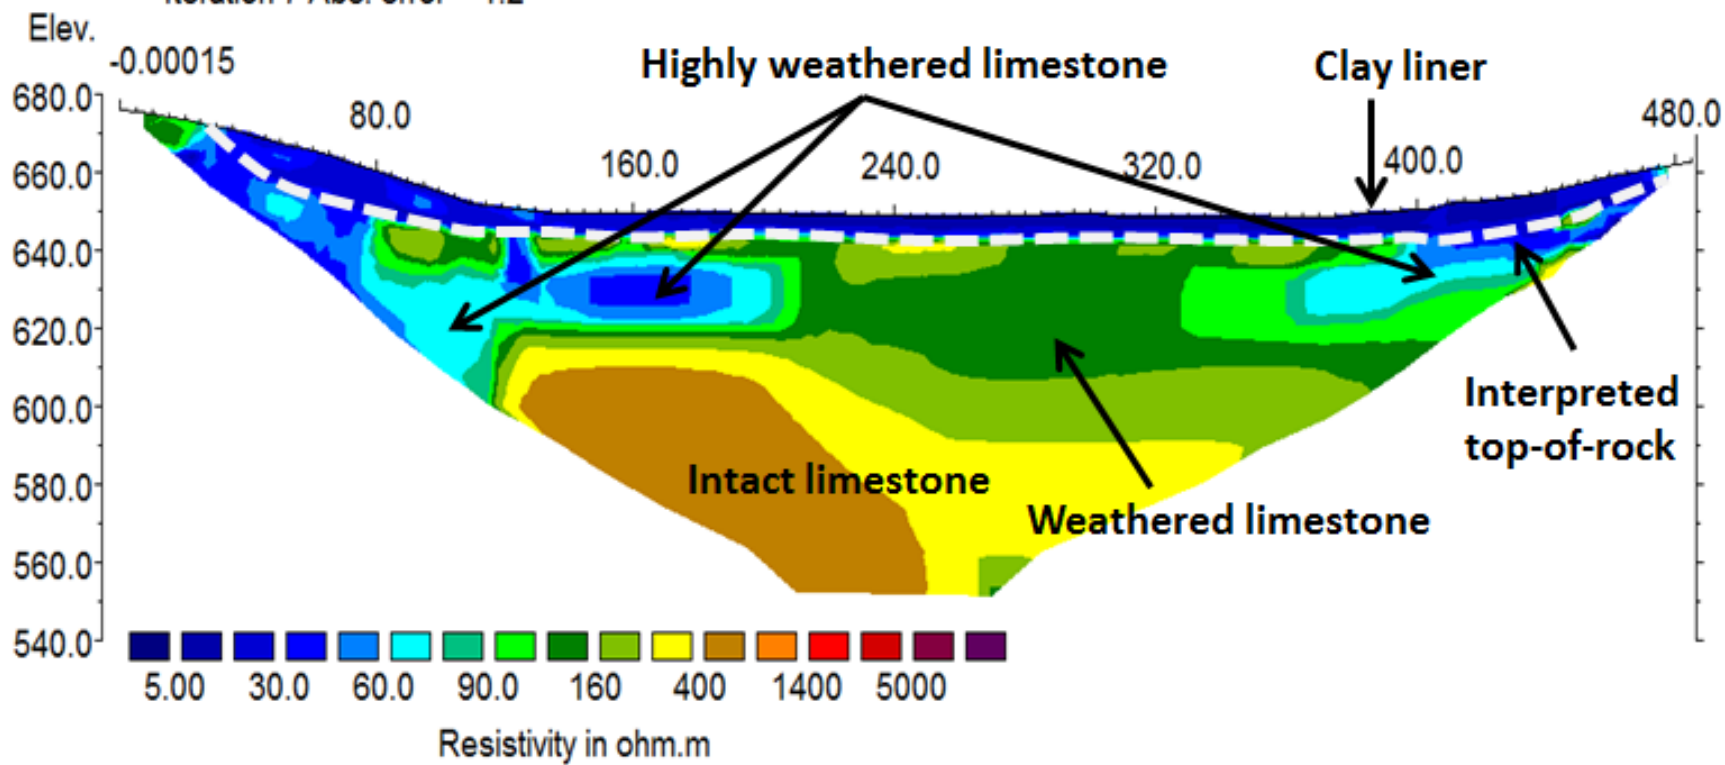 Elev.
-0.00015
680.0
80.0
Highly weathered limestone
Clay liner
480.0
660.0
160.0
240.0
320.0
400.0
640.0
620.0
600.0
Interpreted
top-of-rock
580.0
Intact limestone
Weathered limestone
560.0
540.0
5.00 30.0 60.0 90.0 160 400 1400 5000
Resistivity in ohm.m